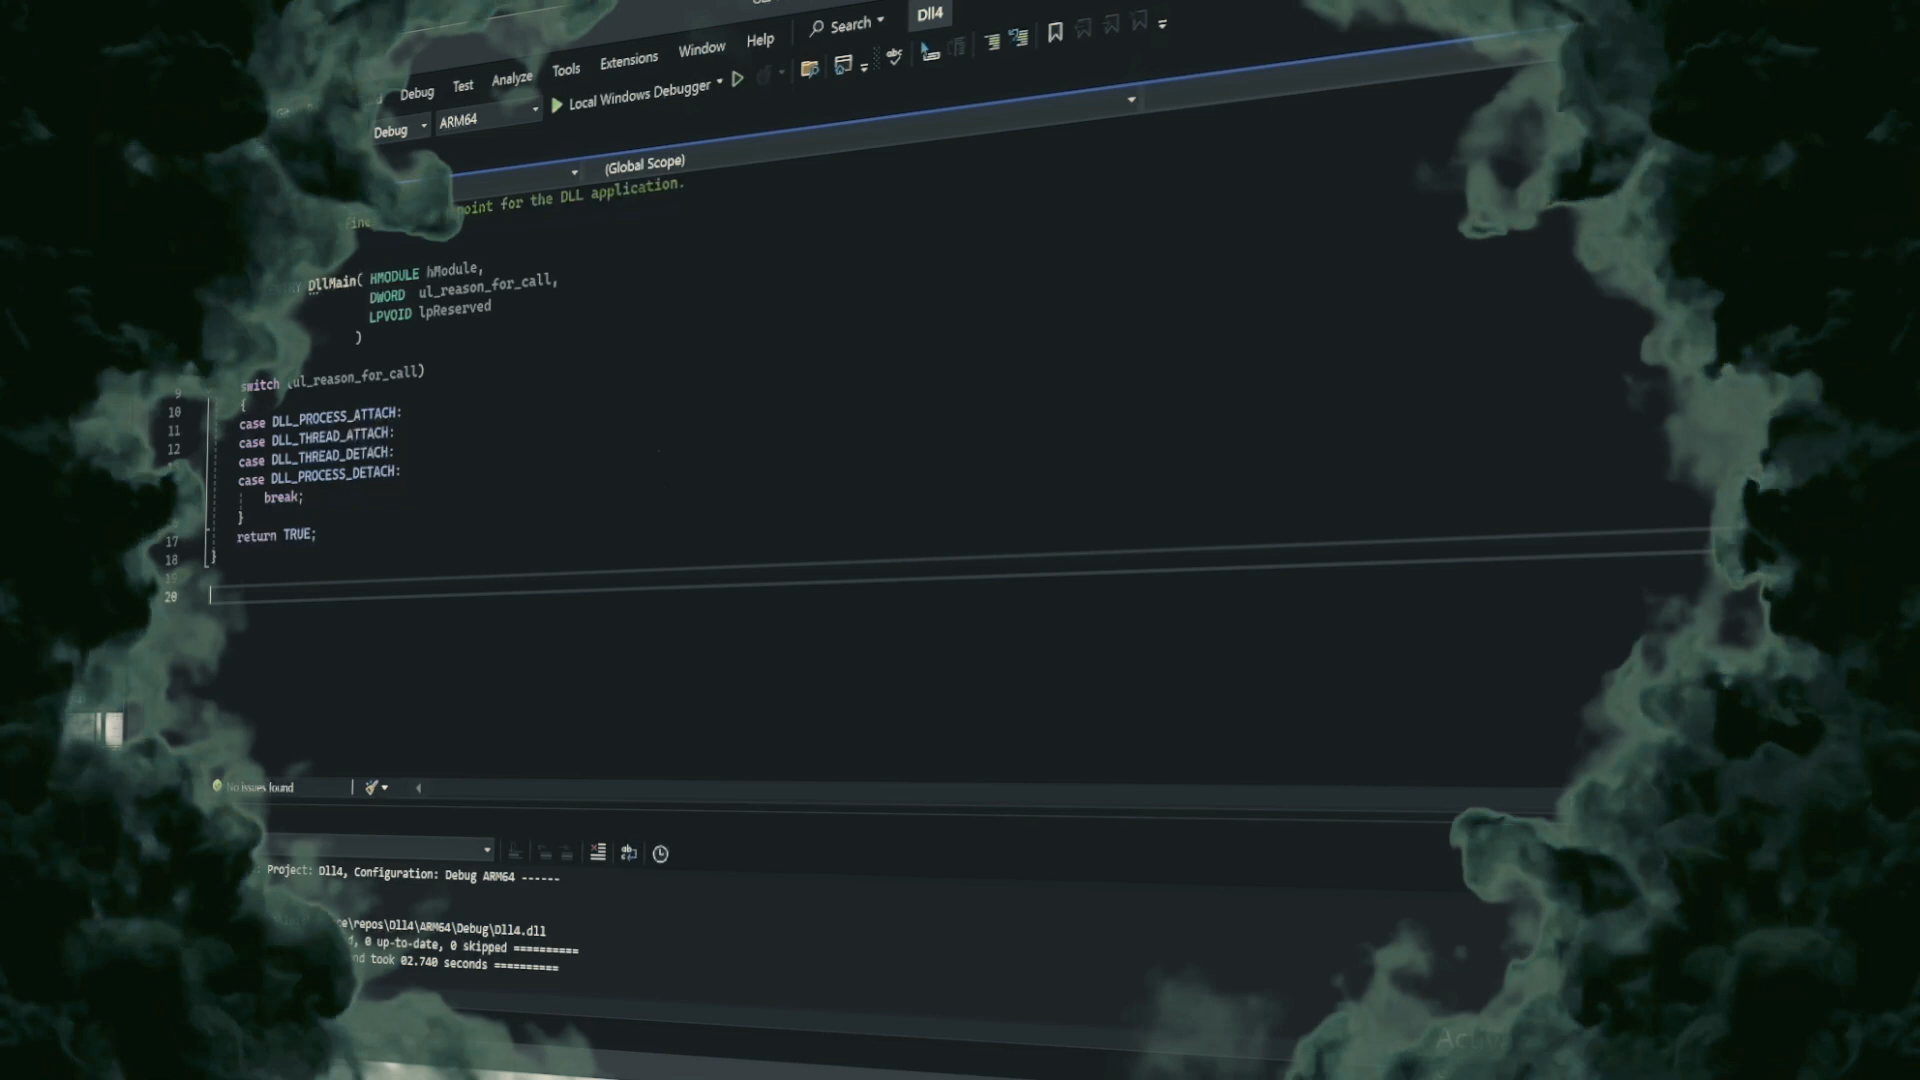 Search Dll4
Debug Test Analyze Tools Extensions Window Help
Debug ARM64 Local Windows Debugger
(Global Scope)
point for the DLL application.
DllMain( HMODULE hModule,
DWORD ul_reason_for_call,
LPVOID lpReserved
)
switch (ul_reason_for_call)
9
10 {
11 case DLL_PROCESS_ATTACH:
12 case DLL_THREAD_ATTACH:
case DLL_THREAD_DETACH:
case DLL_PROCESS_DETACH:
break;
}
17 return TRUE;
18 }
19
20
No issues found
Project: Dll4, Configuration: Debug ARM64 ------
\repos\Dll4\ARM64\Debug\Dll4.dll
, 0 up-to-date, 0 skipped ==========
took 02.740 seconds ==========